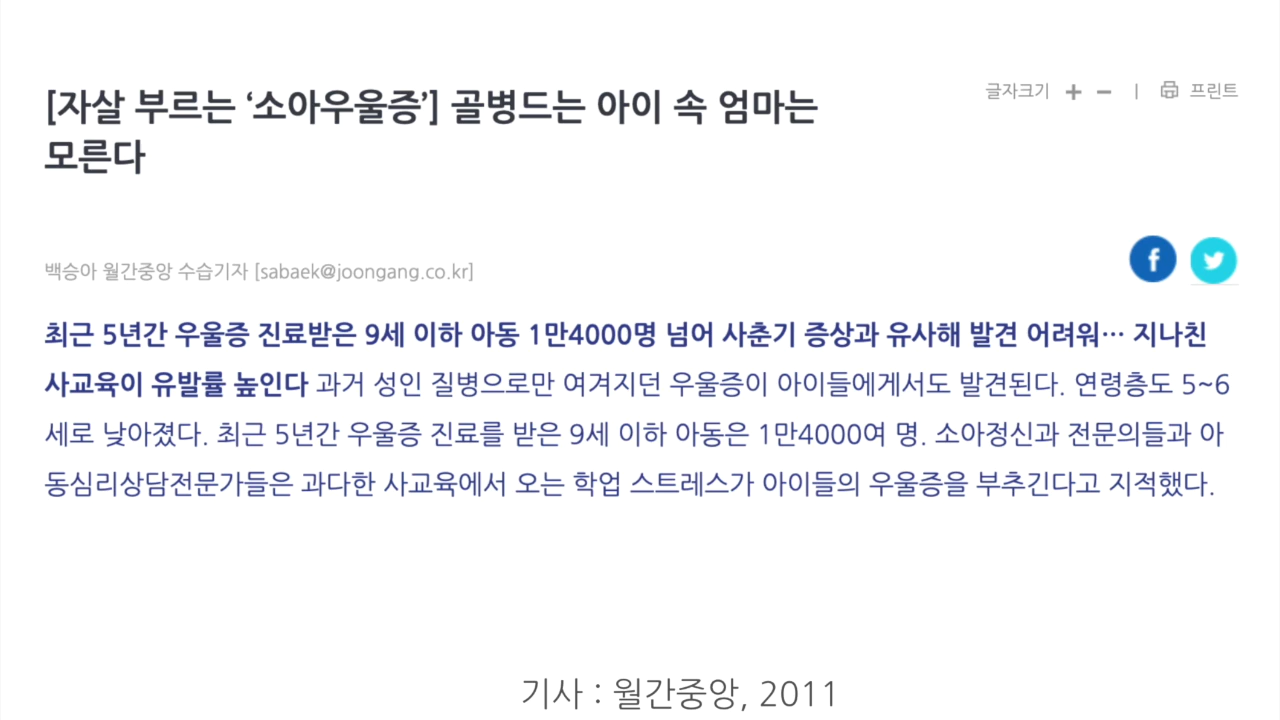 [자살 부르는 ‘소아우울증’] 골병드는 아이 속 엄마는
모른다
글자크기 + − | 프린트
백승아 월간중앙 수습기자 [sabaek@joongang.co.kr]
최근 5년간 우울증 진료받은 9세 이하 아동 1만4000명 넘어 사춘기 증상과 유사해 발견 어려워… 지나친
사교육이 유발률 높인다 과거 성인 질병으로만 여겨지던 우울증이 아이들에게서도 발견된다. 연령층도 5~6
세로 낮아졌다. 최근 5년간 우울증 진료를 받은 9세 이하 아동은 1만4000여 명. 소아정신과 전문의들과 아
동심리상담전문가들은 과다한 사교육에서 오는 학업 스트레스가 아이들의 우울증을 부추긴다고 지적했다.
기사 : 월간중앙, 2011